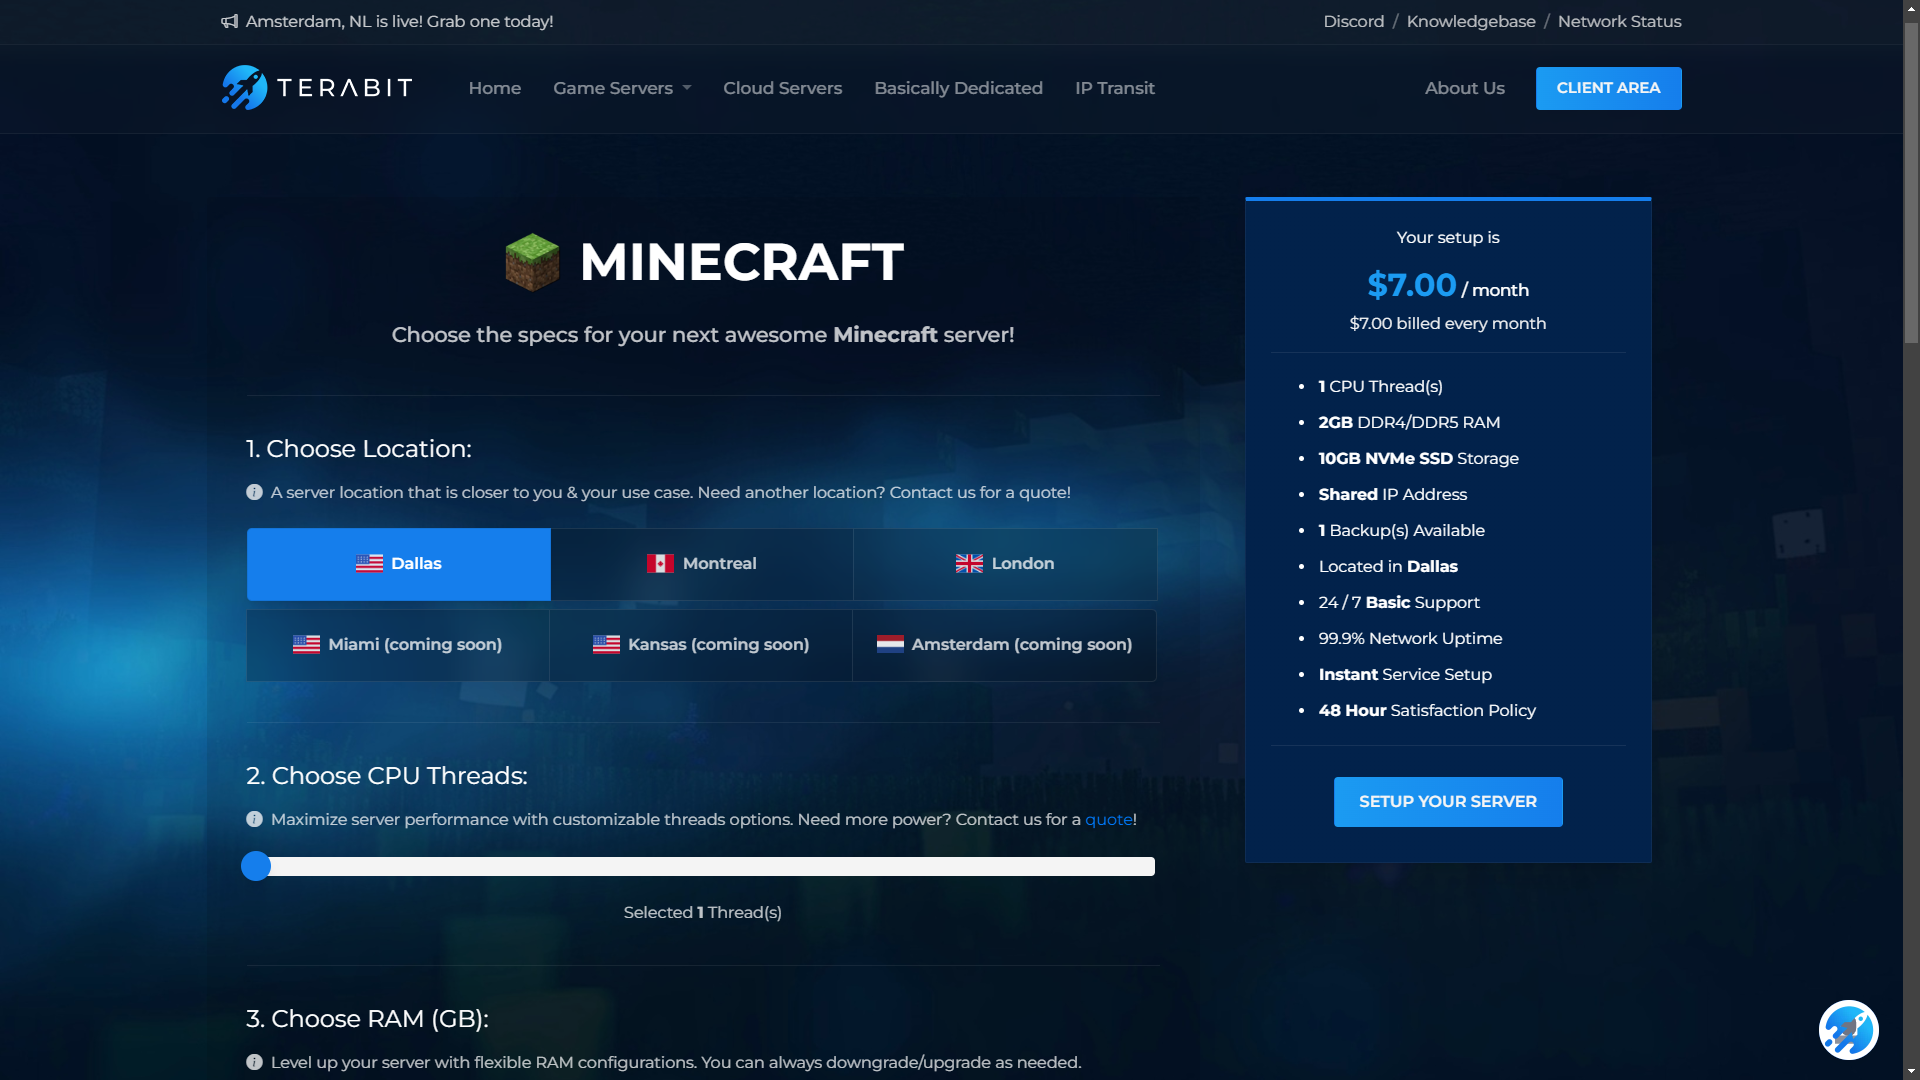 Amsterdam, NL is live! Grab one today!
Discord / Knowledgebase / Network Status
TERABIT
Home
Game Servers
Cloud Servers
Basically Dedicated
IP Transit
About Us
CLIENT AREA
MINECRAFT
Choose the specs for your next awesome Minecraft server!
1. Choose Location:
A server location that is closer to you & your use case. Need another location? Contact us for a quote!
Dallas
Montreal
London
Miami (coming soon)
Kansas (coming soon)
Amsterdam (coming soon)
2. Choose CPU Threads:
Maximize server performance with customizable threads options. Need more power? Contact us for a quote!
Selected 1 Thread(s)
3. Choose RAM (GB):
Level up your server with flexible RAM configurations. You can always downgrade/upgrade as needed.
Your setup is
$7.00 / month
$7.00 billed every month
1 CPU Thread(s)
2GB DDR4/DDR5 RAM
10GB NVMe SSD Storage
Shared IP Address
1 Backup(s) Available
Located in Dallas
24 / 7 Basic Support
99.9% Network Uptime
Instant Service Setup
48 Hour Satisfaction Policy
SETUP YOUR SERVER